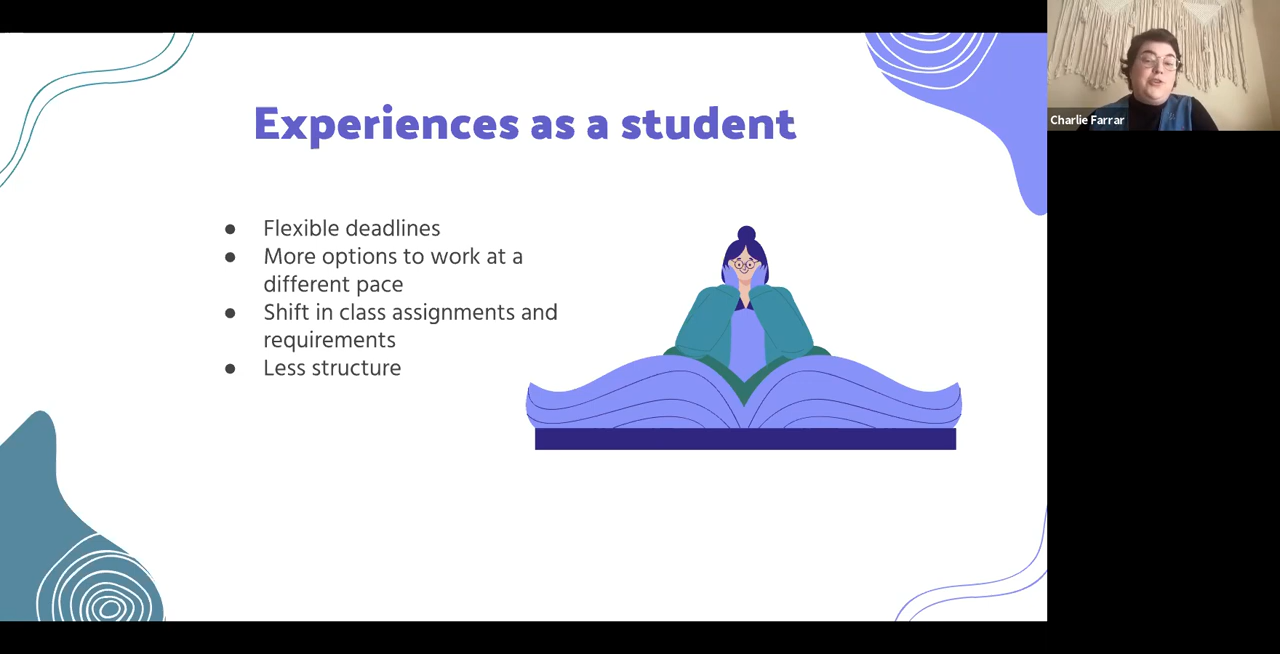 Experiences as a student
● Flexible deadlines
● More options to work at a
different pace
● Shift in class assignments and
requirements
● Less structure
Charlie Farrar